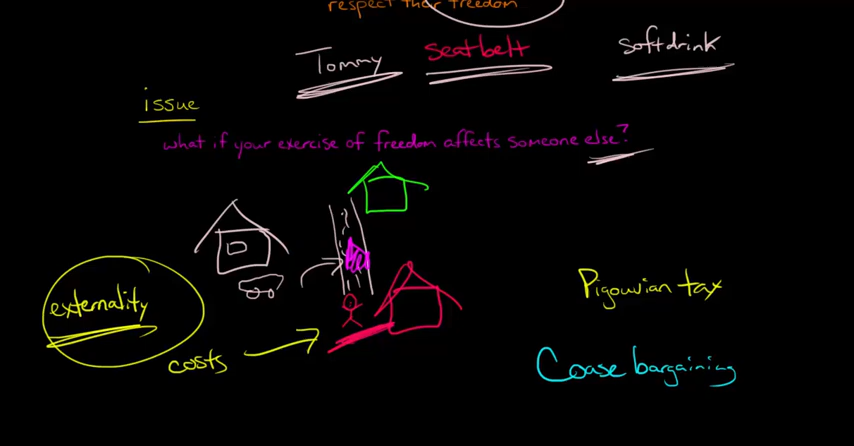 respect their freedom
Tommy seatbelt softdrink
issue
what if your exercise of freedom affects someone else?
externality
Pigouvian tax
costs
Coase bargaining